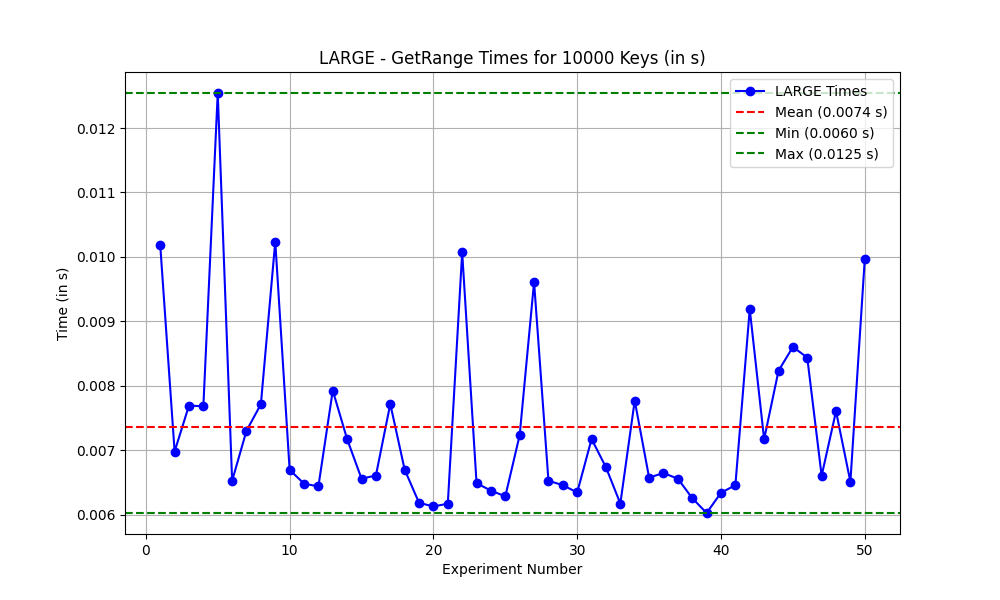 LARGE - GetRange Times for 10000 Keys (in s)
LARGE Times
Mean (0.0074 s)
Min (0.0060 s)
Max (0.0125 s)
0.012
0.011
0.010
0.009
0.008
0.007
0.006
Time (in s)
0 10 20 30 40 50
Experiment Number